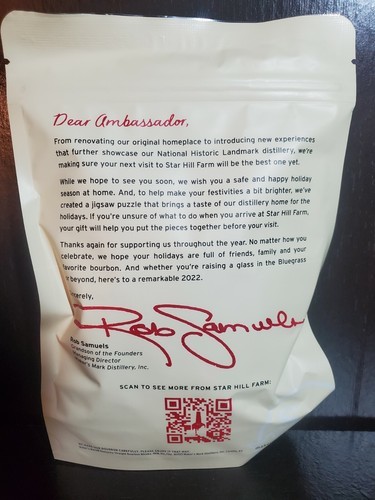 Dear Ambassador,
From renovating our original homeplace to introducing new experiences
that further showcase our National Historic Landmark distillery, we're
making sure your next visit to Star Hill Farm will be the best one yet.
While we hope to see you soon, we wish you a safe and happy holiday
season at home. And, to help make your festivities a bit brighter, we've
created a jigsaw puzzle that brings a taste of our distillery home for the
holidays. If you're unsure of what to do when you arrive at Star Hill Farm,
your gift will help you put the pieces together before your visit.
Thanks again for supporting us throughout the year. No matter how you
celebrate, we hope your holidays are full of friends, family and your
favorite bourbon. And whether you're raising a glass in the Bluegrass
beyond, here's to a remarkable 2022.
cerely,
Rob Samuels
Rob Samuels
Grandson of the Founders
Managing Director
er's Mark Distillery, Inc.
SCAN TO SEE MORE FROM STAR HILL FARM: